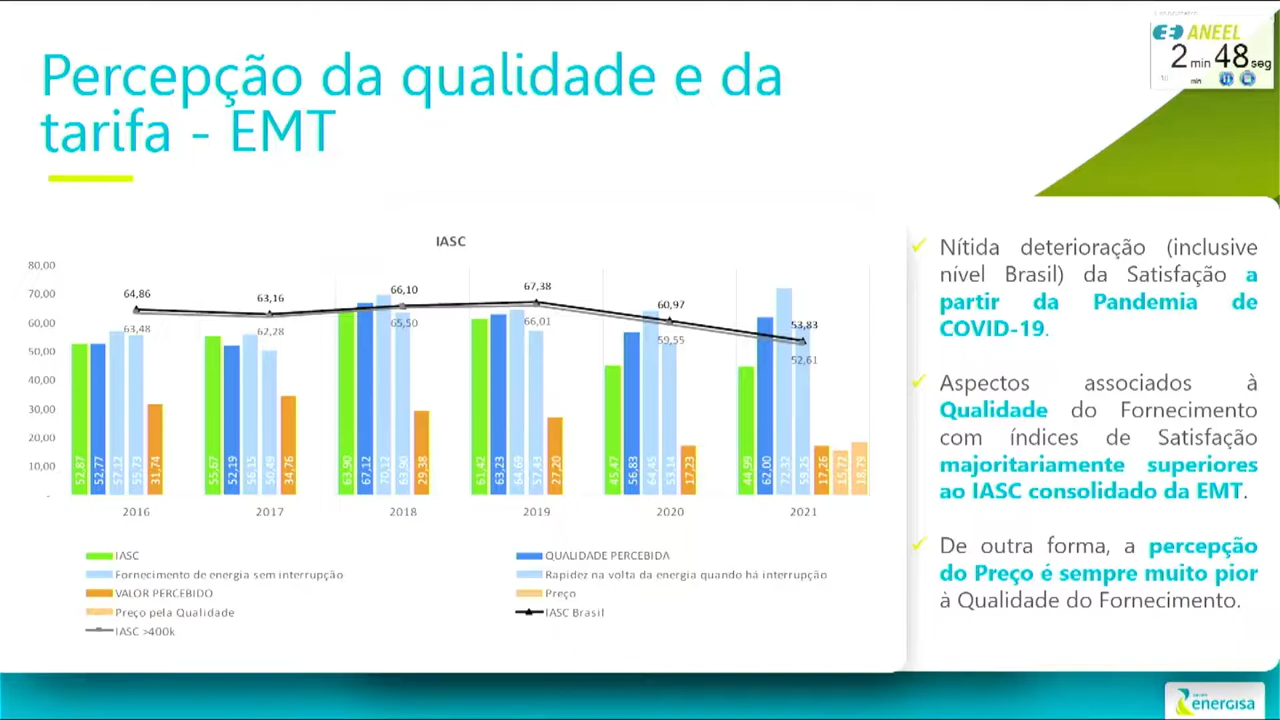 ANEEL
2 min 48 seg
min
Percepção da qualidade e da
tarifa - EMT
IASC
80,00
70,00
60,00
50,00
40,00
30,00
20,00
10,00
-
64,86
63,16
66,10
67,38
60,97
53,83
63,48
62,28
65,50
66,01
59,55
52,61
52,87
52,77
57,12
55,73
31,74
55,67
52,19
56,15
50,49
34,76
63,90
67,12
70,12
63,90
29,38
61,42
63,23
64,69
57,43
27,20
45,47
56,83
64,45
53,14
17,23
44,99
62,00
72,32
59,25
17,26
15,72
18,79
2016
2017
2018
2019
2020
2021
IASC
QUALIDADE PERCEBIDA
Fornecimento de energia sem interrupção
Rapidez na volta da energia quando há interrupção
VALOR PERCEBIDO
Preço
Preço pela Qualidade
IASC Brasil
IASC >400k
Nítida deterioração (inclusive
nível Brasil) da Satisfação a
partir da Pandemia de
COVID-19.
Aspectos associados à
Qualidade do Fornecimento
com índices de Satisfação
majoritariamente superiores
ao IASC consolidado da EMT.
De outra forma, a percepção
do Preço é sempre muito pior
à Qualidade do Fornecimento.
energisa